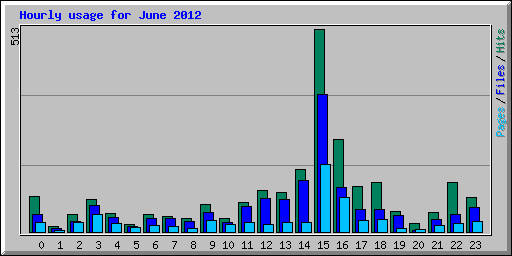 Hourly usage for June 2012
513
Pages / Files / Hits
0 1 2 3 4 5 6 7 8 9 10 11 12 13 14 15 16 17 18 19 20 21 22 23